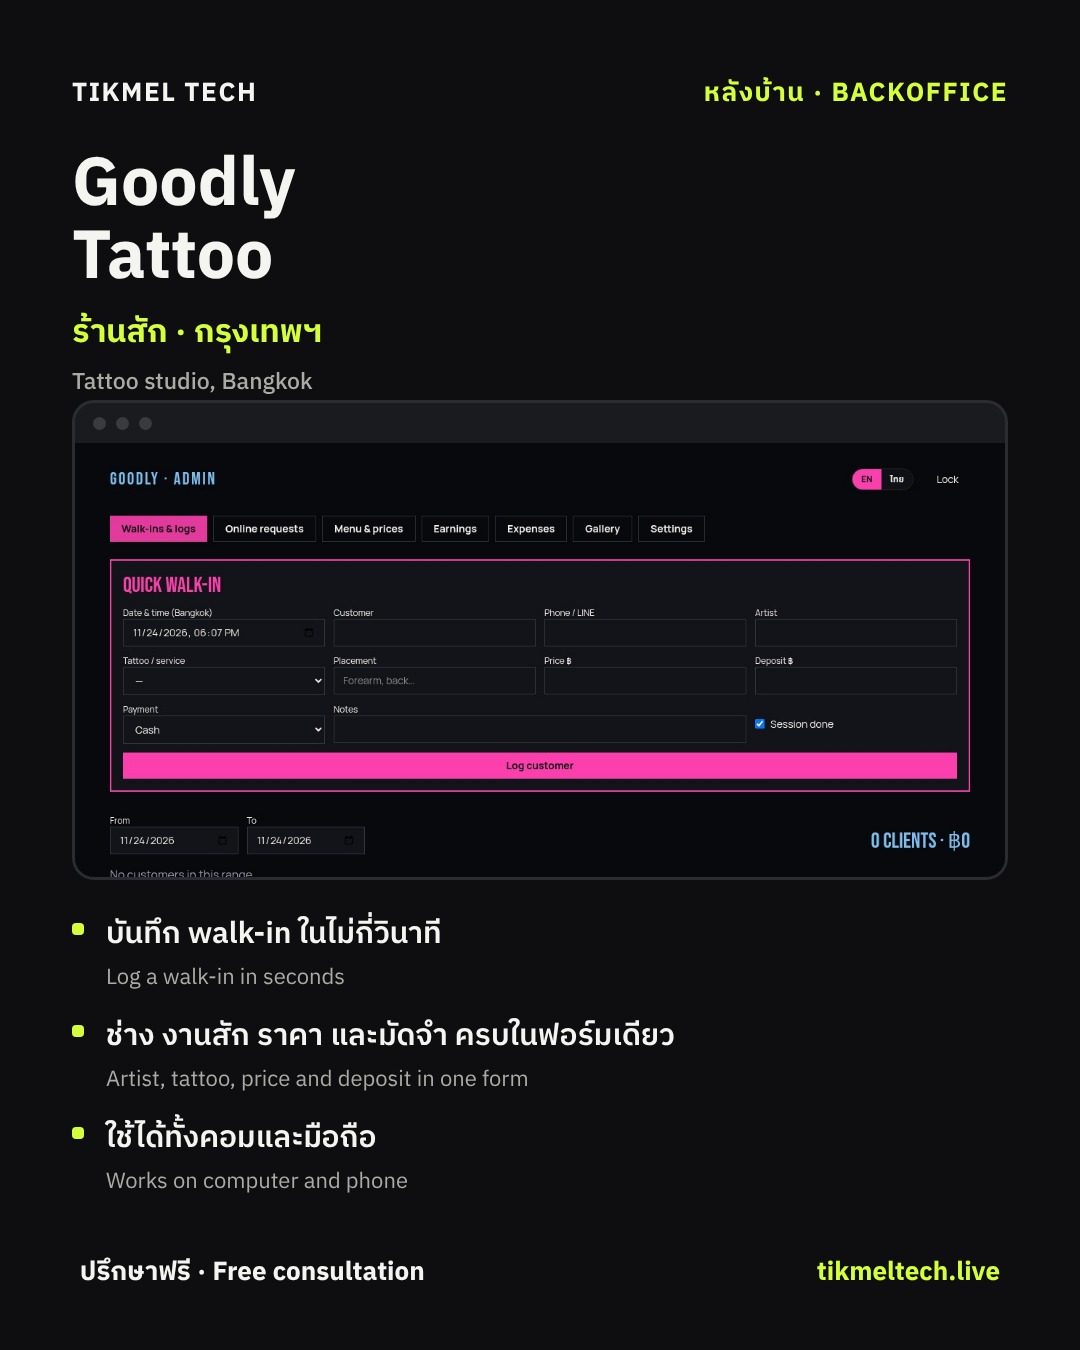 TIKMEL TECH
หลังบ้าน · BACKOFFICE
Goodly
Tattoo
ร้านสัก · กรุงเทพฯ
Tattoo studio, Bangkok
GOODLY · ADMIN
EN ไทย Lock
Walk-ins & logs Online requests Menu & prices Earnings Expenses Gallery Settings
QUICK WALK-IN
Date & time (Bangkok) Customer Phone / LINE Artist
11/24/2026, 06:07 PM
Tattoo / service Placement Price ฿ Deposit ฿
— Forearm, back...
Payment Notes
Cash
Session done
Log customer
From To
11/24/2026 11/24/2026
0 CLIENTS · ฿0
No customers in this range
บันทึก walk-in ในไม่กี่วินาที
Log a walk-in in seconds
ช่าง งานสัก ราคา และมัดจำ ครบในฟอร์มเดียว
Artist, tattoo, price and deposit in one form
ใช้ได้ทั้งคอมและมือถือ
Works on computer and phone
ปรึกษาฟรี · Free consultation
tikmeltech.live